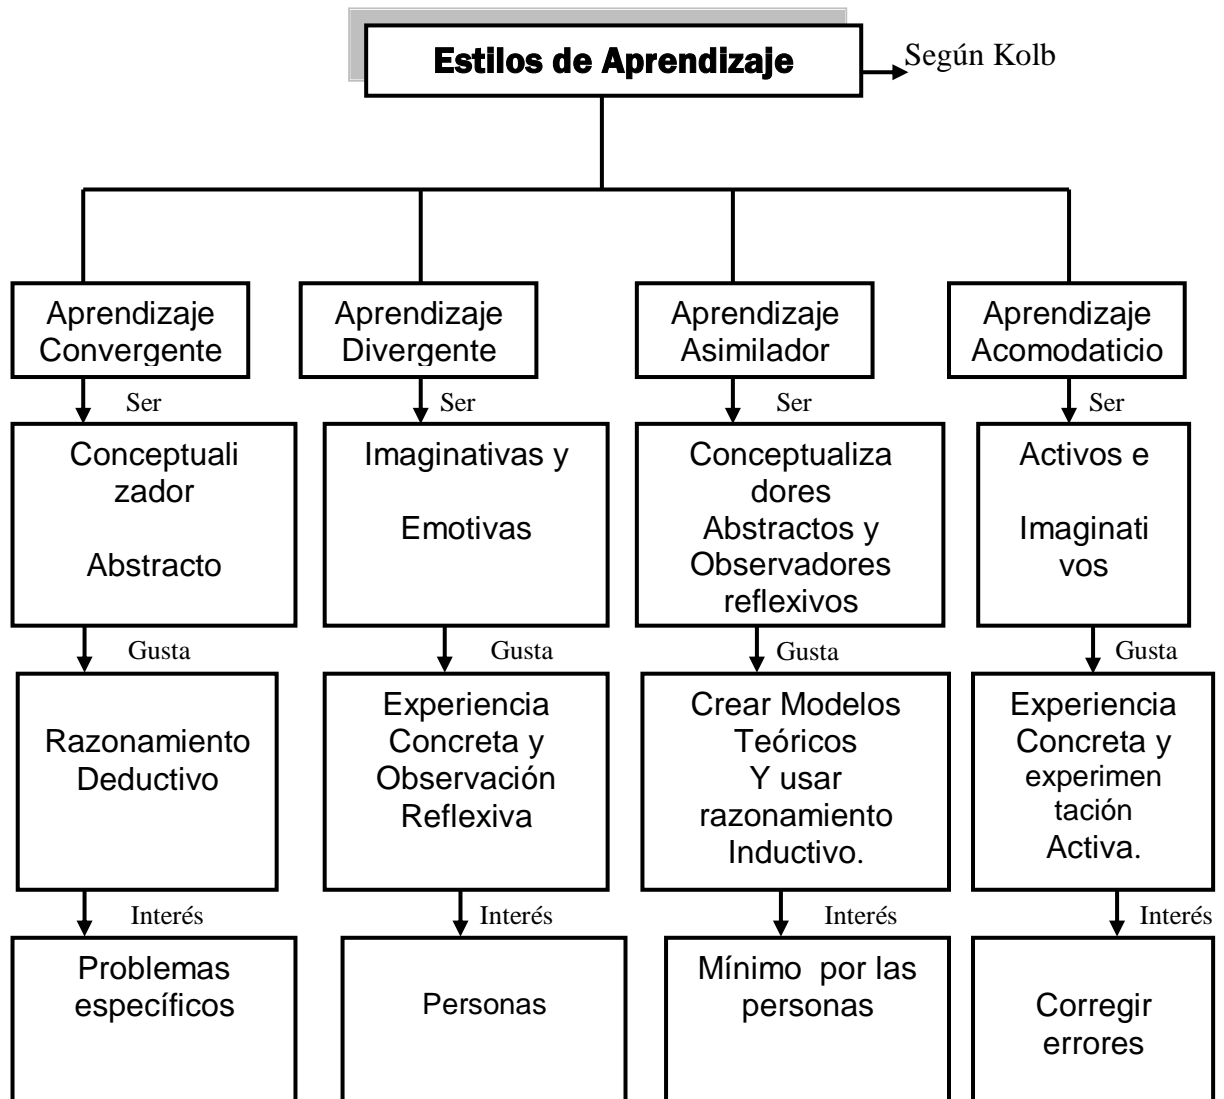 Estilos de Aprendizaje
Según Kolb
Aprendizaje
Convergente
Ser
Conceptuali
zador
Abstracto
Gusta
Razonamiento
Deductivo
Interés
Problemas
específicos
Aprendizaje
Divergente
Ser
Imaginativas y
Emotivas
Gusta
Experiencia
Concreta y
Observación
Reflexiva
Interés
Personas
Aprendizaje
Asimilador
Ser
Conceptualiza
dores
Abstractos y
Observadores
reflexivos
Gusta
Crear Modelos
Teóricos
Y usar
razonamiento
Inductivo.
Interés
Mínimo por las
personas
Aprendizaje
Acomodaticio
Ser
Activos e
Imaginati
vos
Gusta
Experiencia
Concreta y
experimen
tación
Activa.
Interés
Corregir
errores